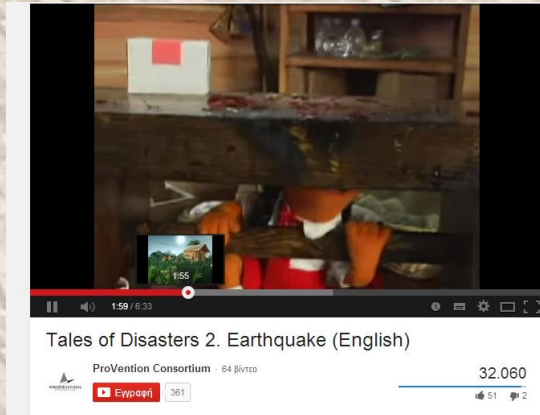 1:55
1:59 / 6:33
Tales of Disasters 2. Earthquake (English)
ProVention Consortium · 64 βίντεο
PROVENTION
Εγγραφή 361
32.060
51 2